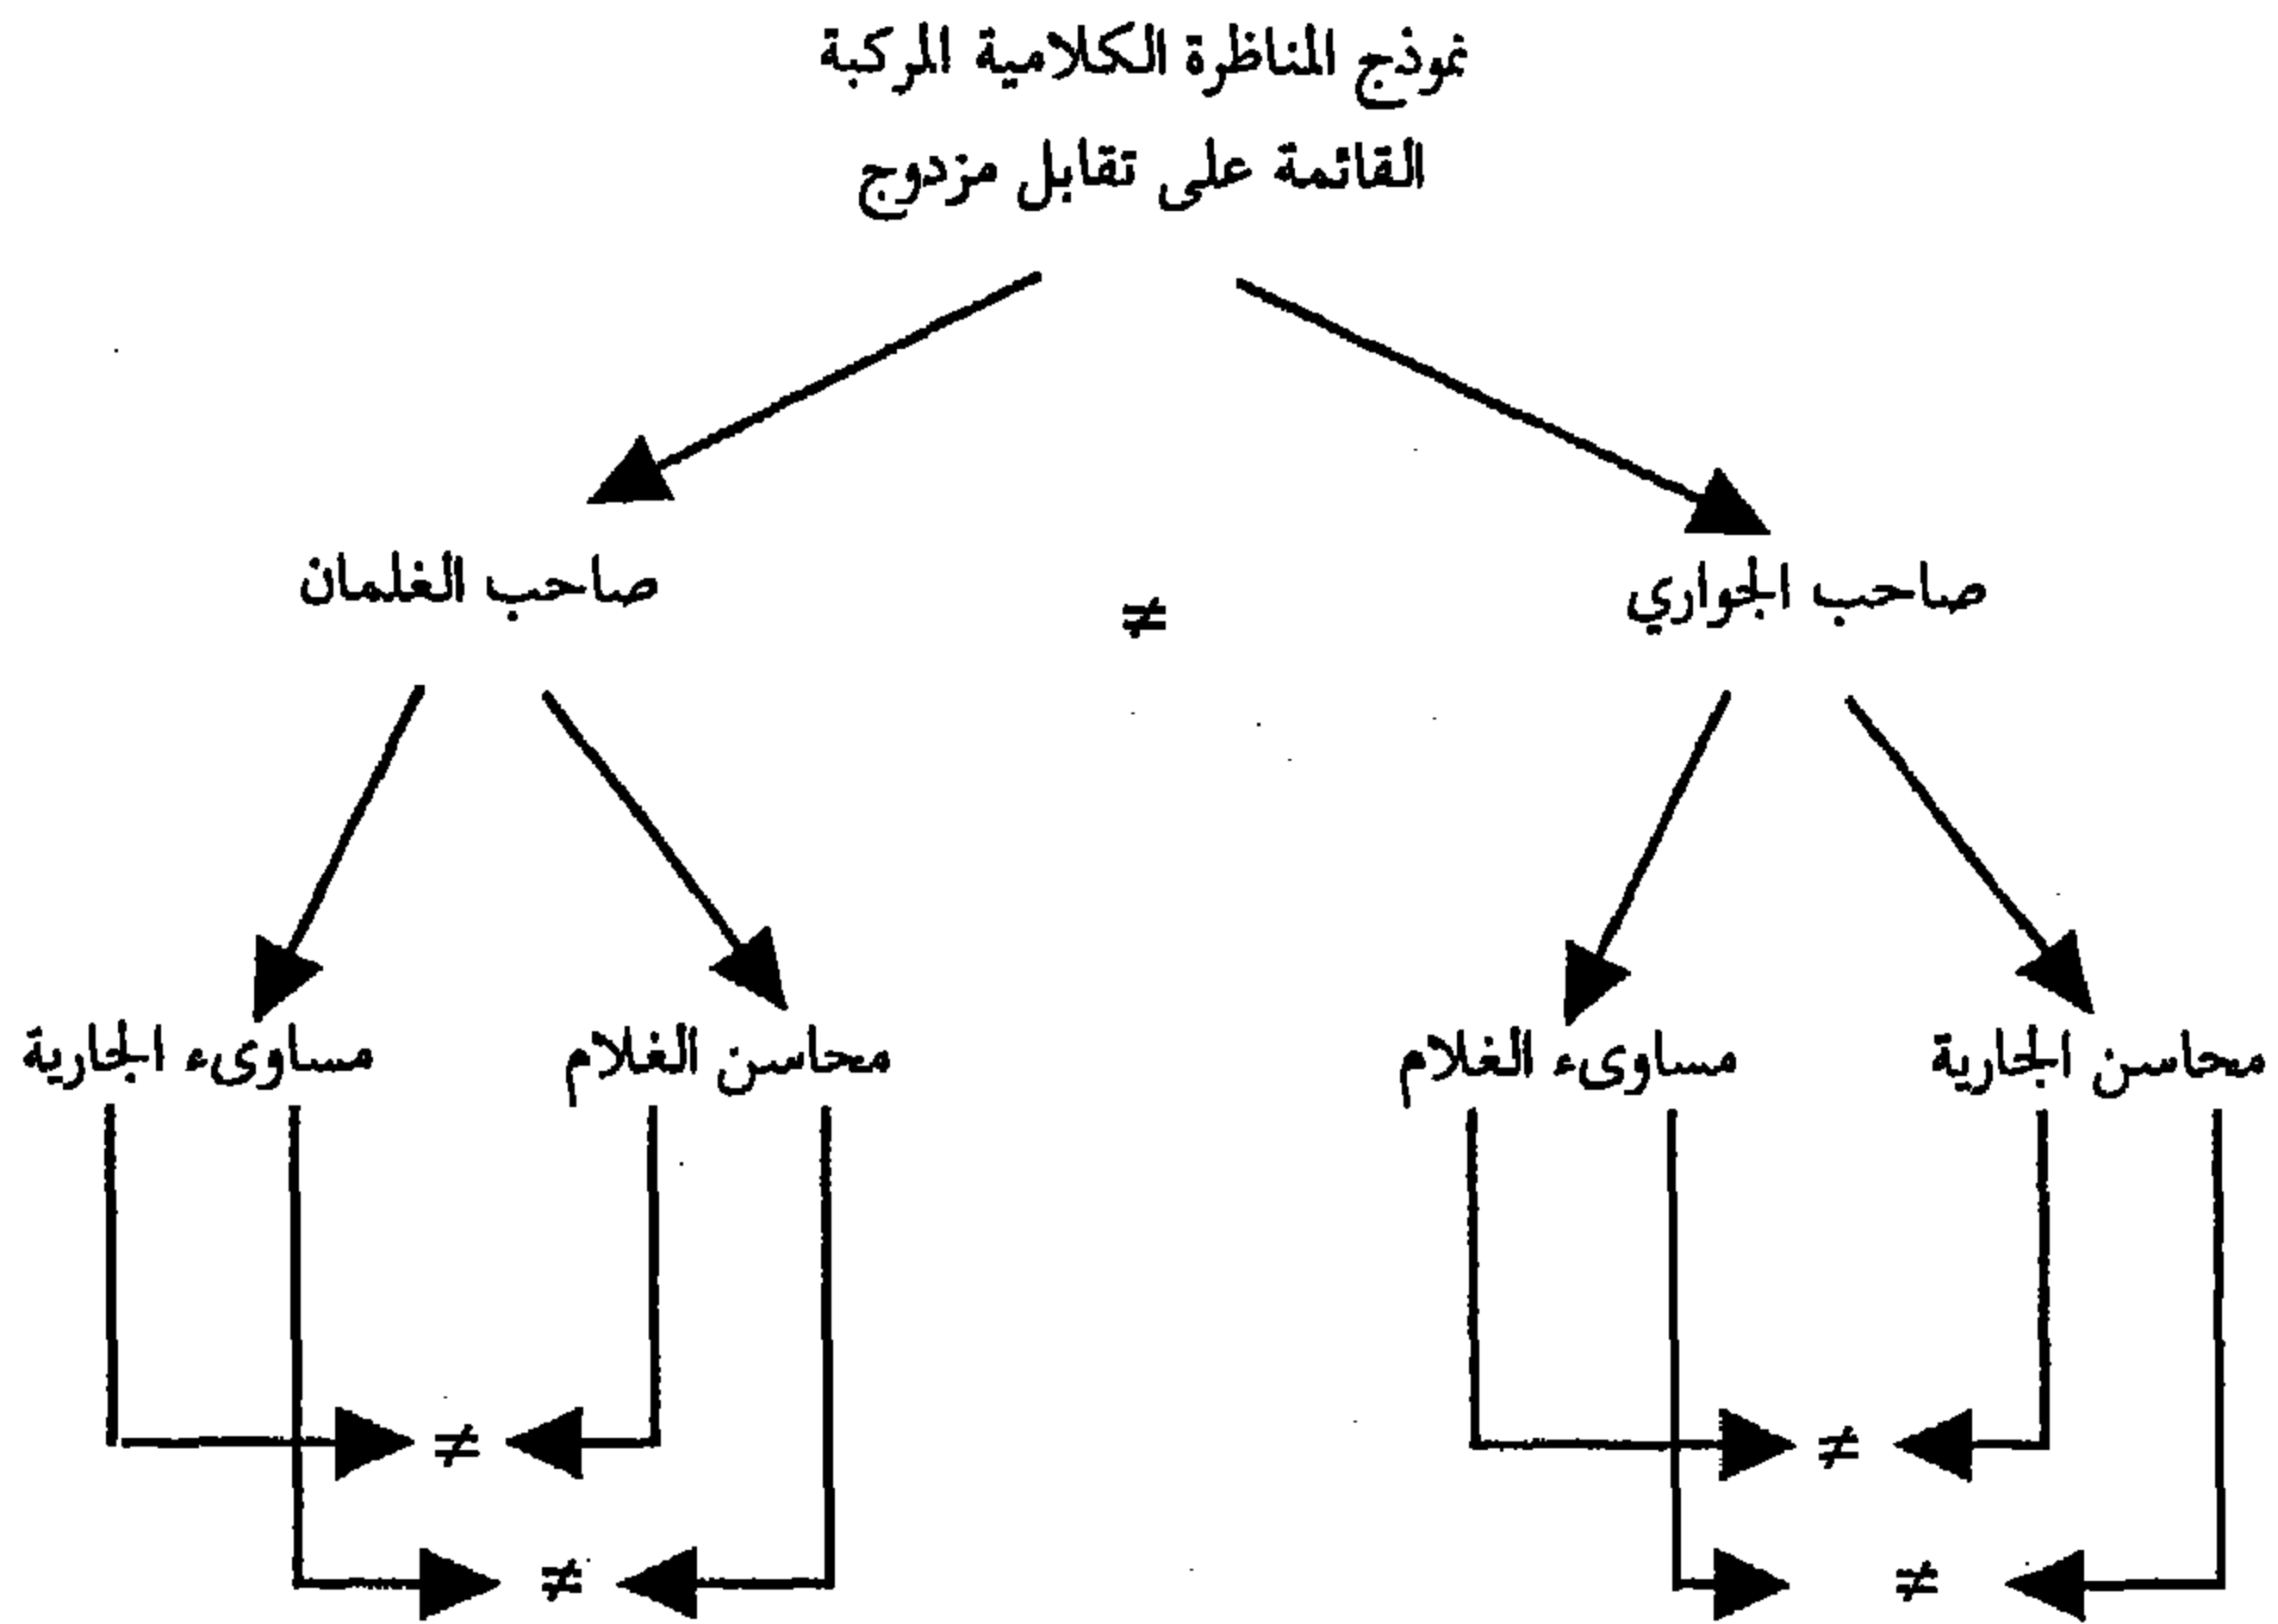 نموذج المناظرة الكلامية المركبة
القائمة على تقابل مزدوج
صاحب الجواري ≠ صاحب الغلمان
محاسن الجارية مساوىء الغلام محاسن الغلام مساوىء الجارية
≠ ≠
≠ ≠